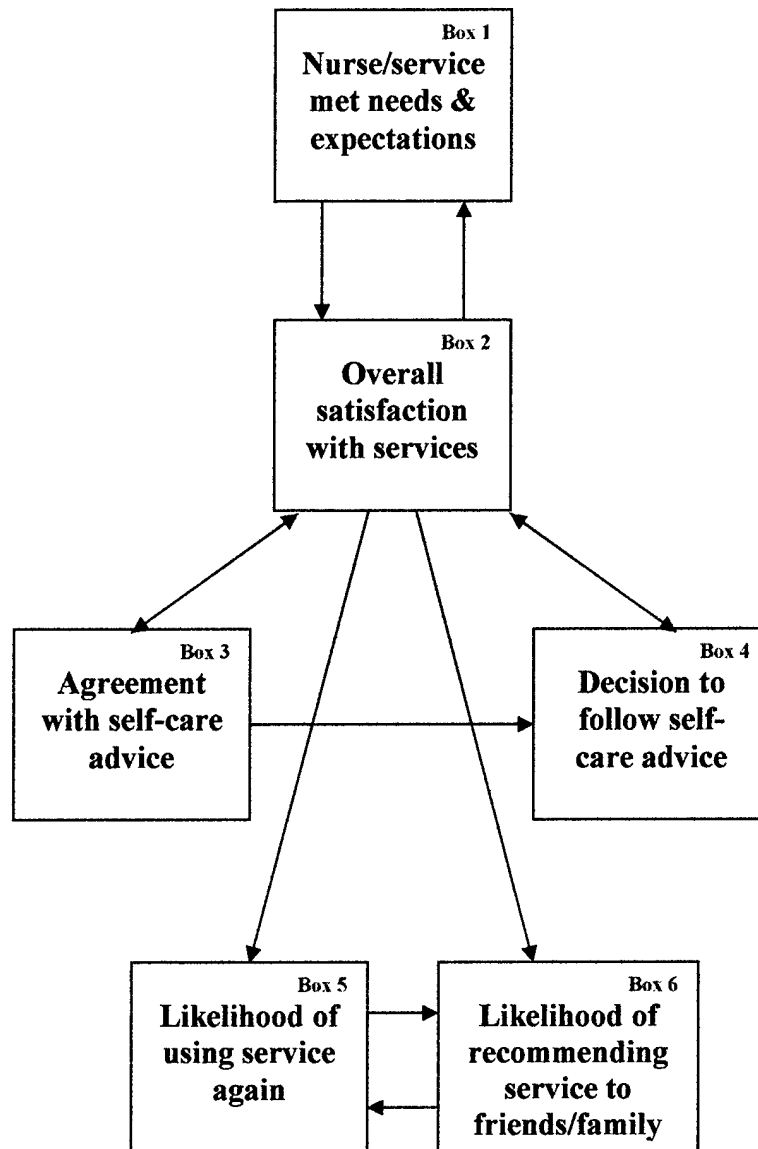 Box 1
Nurse/service
met needs &
expectations
Box 2
Overall
satisfaction
with services
Box 3
Agreement
with self-care
advice
Box 4
Decision to
follow self-
care advice
Box 5
Likelihood of
using service
again
Box 6
Likelihood of
recommending
service to
friends/family